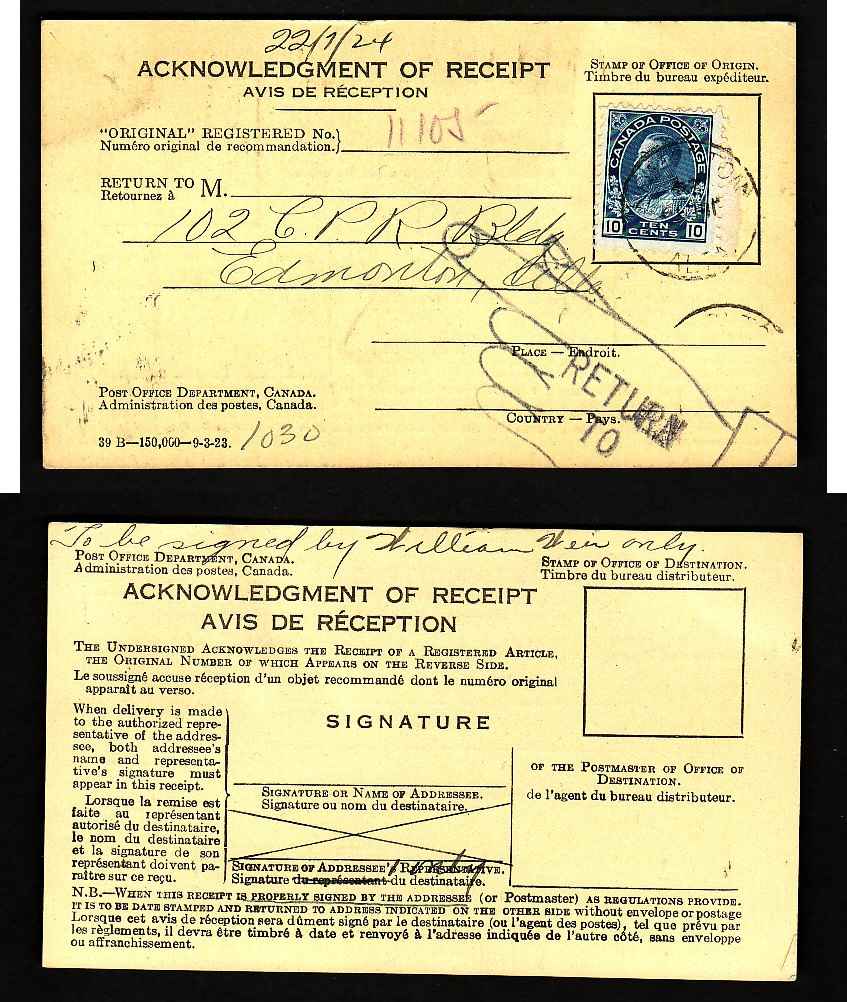 22/1/24
ACKNOWLEDGMENT OF RECEIPT
AVIS DE RÉCEPTION
STAMP OF OFFICE OF ORIGIN.
Timbre du bureau expéditeur.
CANADA POSTAGE
10 TEN CENTS 10
"ORIGINAL" REGISTERED No.
Numéro original de recommandation.
11105
RETURN TO M.
Retournez à
102 C. P. R. Bldg
Edmonton, Alta.
PLACE — Endroit.
RETURN
TO
COUNTRY — Pays.
POST OFFICE DEPARTMENT, CANADA.
Administration des postes, Canada.
39 B—150,000—9-3-23.
1030
To be signed by William Weir only.
POST OFFICE DEPARTMENT, CANADA.
Administration des postes, Canada.
STAMP OF OFFICE OF DESTINATION.
Timbre du bureau distributeur.
ACKNOWLEDGMENT OF RECEIPT
AVIS DE RÉCEPTION
THE UNDERSIGNED ACKNOWLEDGES THE RECEIPT OF A REGISTERED ARTICLE,
THE ORIGINAL NUMBER OF WHICH APPEARS ON THE REVERSE SIDE.
Le soussigné accuse réception d'un objet recommandé dont le numéro original
apparaît au verso.
When delivery is made
to the authorized repre-
sentative of the addres-
see, both addressee's
name and representa-
tive's signature must
appear in this receipt.
Lorsque la remise est
faite au représentant
autorisé du destinataire,
le nom du destinataire
et la signature de son
représentant doivent pa-
raître sur ce reçu.
SIGNATURE
SIGNATURE OR NAME OF ADDRESSEE.
Signature ou nom du destinataire.
SIGNATURE OF ADDRESSEE'S REPRESENTATIVE.
Signature du représentant du destinataire.
OF THE POSTMASTER OF OFFICE OF
DESTINATION.
de l'agent du bureau distributeur.
N.B.—WHEN THIS RECEIPT IS PROPERLY SIGNED BY THE ADDRESSEE (or Postmaster) AS REGULATIONS PROVIDE.
IT IS TO BE DATE STAMPED AND RETURNED TO ADDRESS INDICATED ON THE OTHER SIDE without envelope or postage
Lorsque cet avis de réception sera dûment signé par le destinataire (ou l'agent des postes), tel que prévu par
les règlements, il devra être timbré à date et renvoyé à l'adresse indiquée de l'autre côté, sans enveloppe
ou affranchissement.